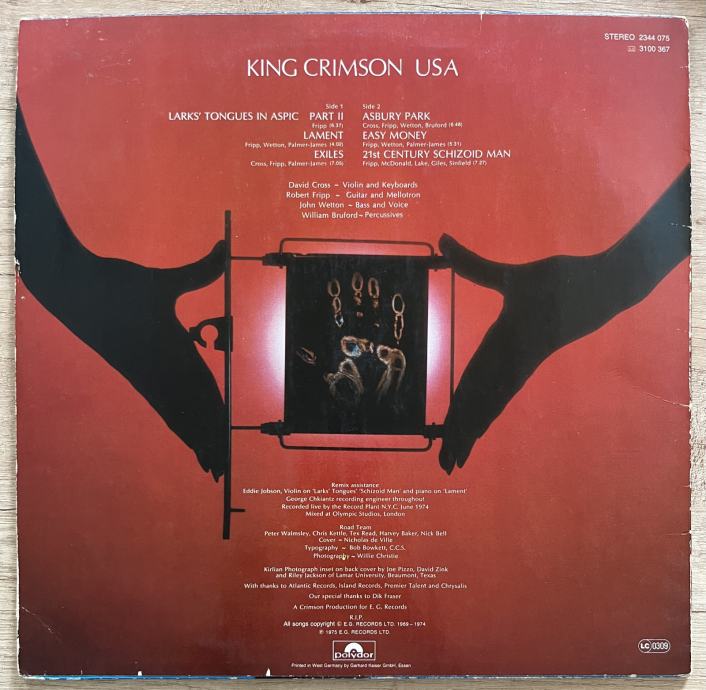 STEREO 2344 075
3100 367
KING CRIMSON USA
Side 1
LARKS' TONGUES IN ASPIC PART II
Fripp (6.37)
LAMENT
Fripp, Wetton, Palmer-James (4.02)
EXILES
Cross, Fripp, Palmer-James (7.05)
Side 2
ASBURY PARK
Cross, Fripp, Wetton, Bruford (6:48)
EASY MONEY
Fripp, Wetton, Palmer-James (5:31)
21st CENTURY SCHIZOID MAN
Fripp, McDonald, Lake, Giles, Sinfield (7:27)
David Cross ~ Violin and Keyboards
Robert Fripp ~ Guitar and Mellotron
John Wetton ~ Bass and Voice
William Bruford ~ Percussives
Remix assistance
Eddie Jobson, Violin on 'Larks' Tongues' 'Schizoid Man' and piano on 'Lament'
George Chkiantz recording engineer throughout
Recorded live by the Record Plant N.Y.C. June 1974
Mixed at Olympic Studios, London
Road Team
Peter Walmsley, Chris Kettle, Tex Read, Harvey Baker, Nick Bell
Cover ~ Nicholas de Ville
Typography ~ Bob Bowkett, C.C.S.
Photography ~ Willie Christie
Kirlian Photograph inset on back cover by Joe Pizzo, David Zink
and Riley Jackson of Lamar University, Beaumont, Texas
With thanks to Atlantic Records, Island Records, Premier Talent and Chrysalis
Our special thanks to Dik Fraser
A Crimson Production for E. G. Records
R.I.P.
All songs copyright © E.G. RECORDS LTD. 1969 – 1974
℗ 1975 E.G. RECORDS LTD.
polydor
Printed in West Germany by Gerhard Kaiser GmbH, Essen
LC 0309